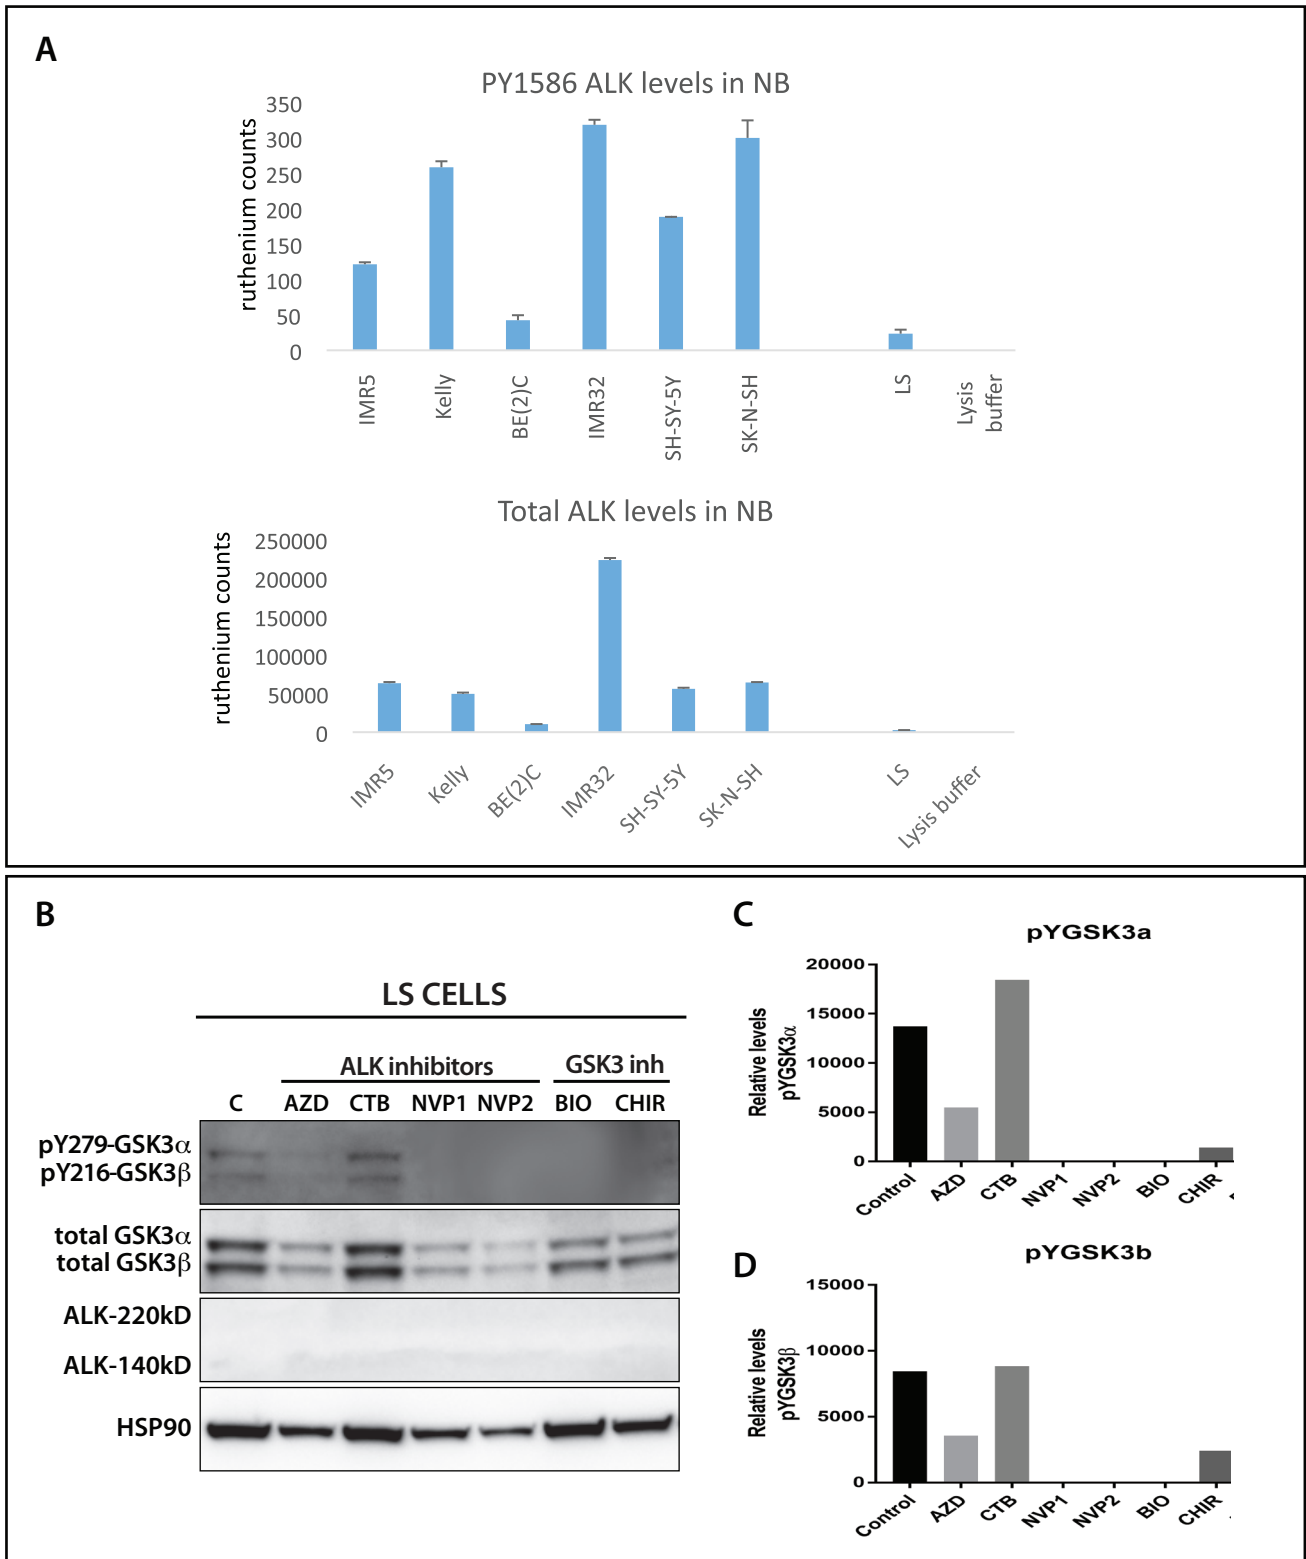 A
PY1586 ALK levels in NB
ruthenium counts
350
300
250
200
150
100
50
0
IMR5
Kelly
BE(2)C
IMR32
SH-SY-5Y
SK-N-SH
LS
Lysis
buffer
Total ALK levels in NB
ruthenium counts
250000
200000
150000
100000
50000
0
IMR5
Kelly
BE(2)C
IMR32
SH-SY-5Y
SK-N-SH
LS
Lysis buffer
B
LS CELLS
ALK inhibitors GSK3 inh
C AZD CTB NVP1 NVP2 BIO CHIR
pY279-GSK3α
pY216-GSK3β
total GSK3α
total GSK3β
ALK-220kD
ALK-140kD
HSP90
C
pYGSK3a
Relative levels
pYGSK3α
20000
15000
10000
5000
0
Control
AZD
CTB
NVP1
NVP2
BIO
CHIR
D
pYGSK3b
Relative levels
pYGSK3β
15000
10000
5000
0
Control
AZD
CTB
NVP1
NVP2
BIO
CHIR